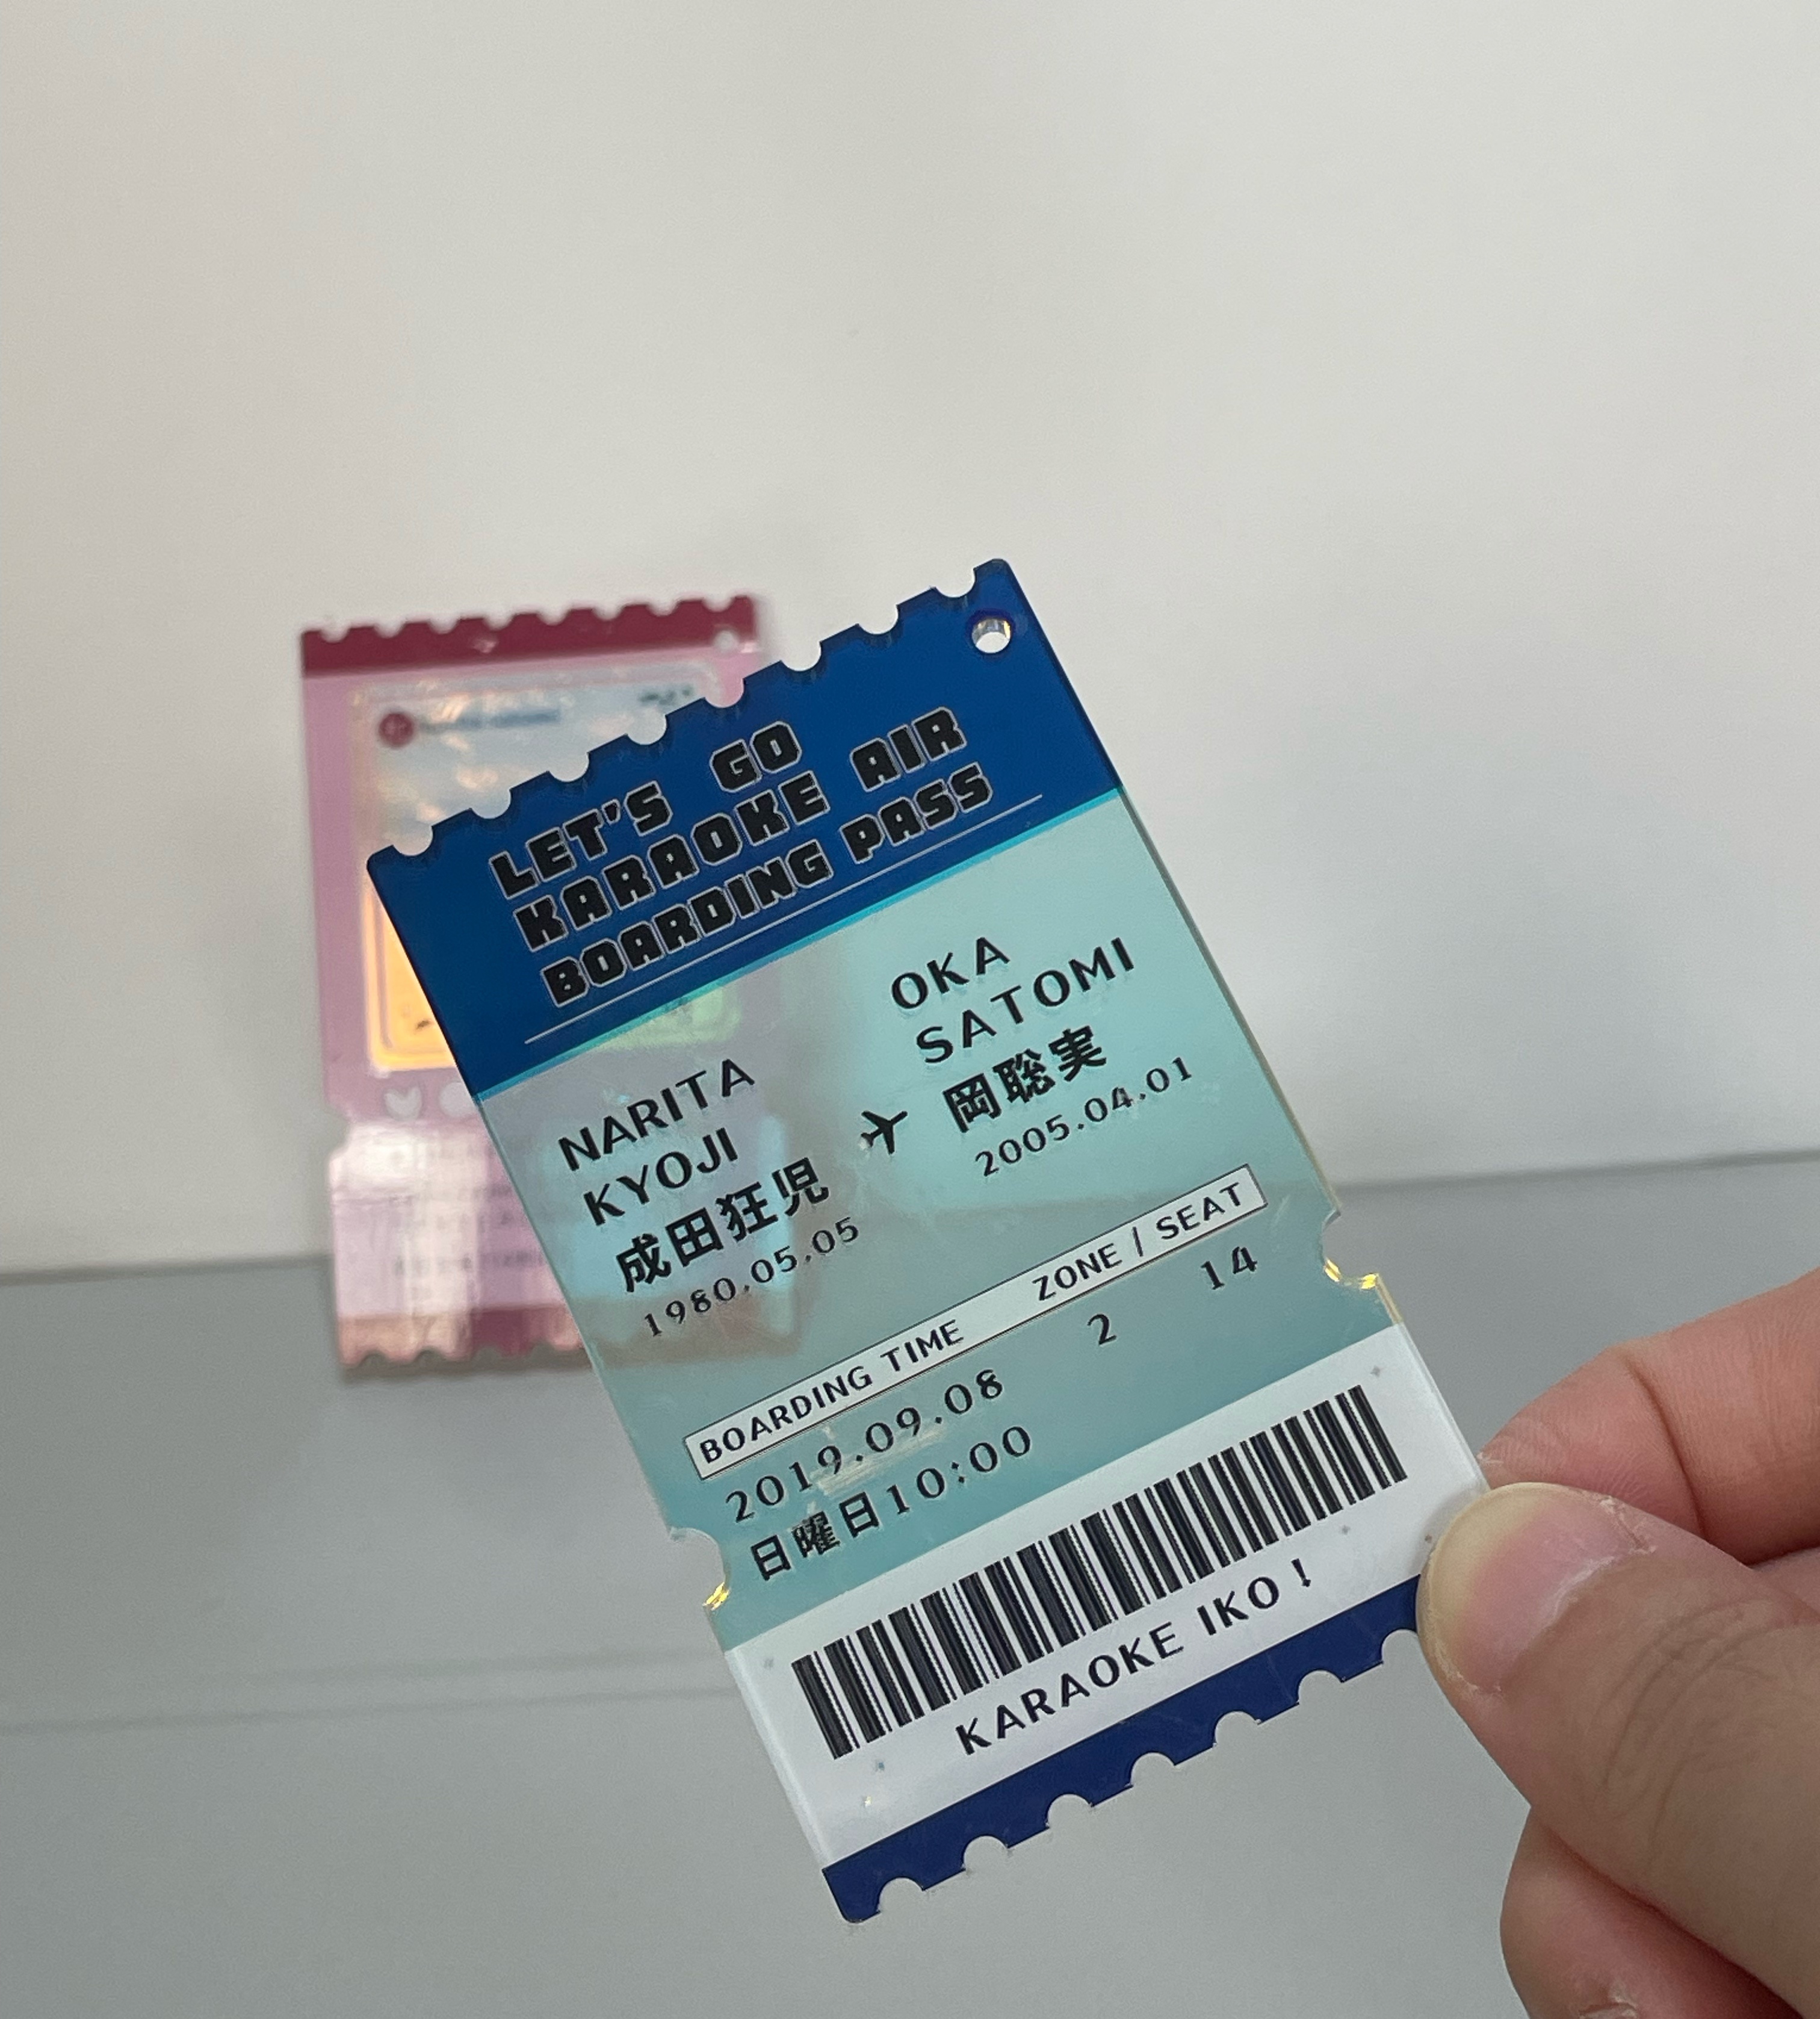 LET'S GO
KARAOKE AIR
BOARDING PASS
NARITA
KYOJI
成田狂児
1980.05.05
OKA
SATOMI
岡聡実
2005.04.01
BOARDING TIME ZONE / SEAT
2019.09.08 2 14
日曜日10:00
KARAOKE IKO !